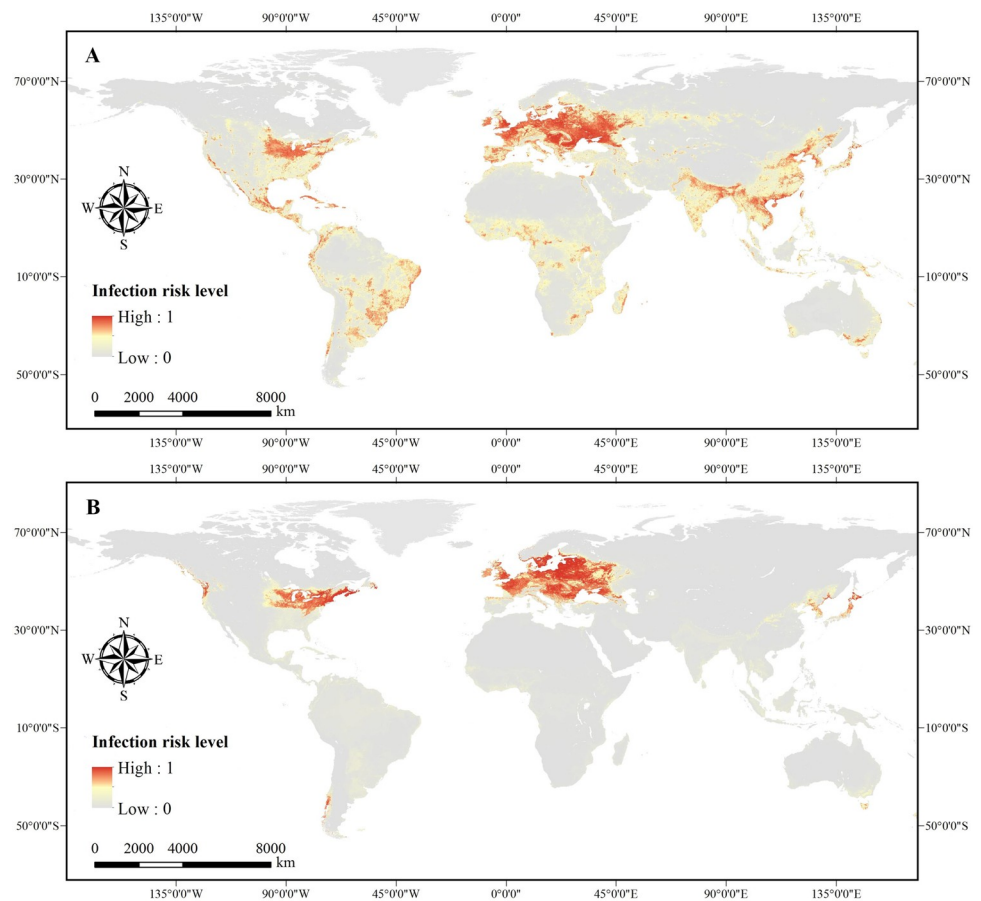 135°0'0"W 90°0'0"W 45°0'0"W 0°0'0" 45°0'0"E 90°0'0"E 135°0'0"E
A
70°0'0"N 70°0'0"N
30°0'0"N 30°0'0"N
N
W E
S
10°0'0"S 10°0'0"S
Infection risk level
High : 1
Low : 0
50°0'0"S 50°0'0"S
0 2000 4000 8000
km
135°0'0"W 90°0'0"W 45°0'0"W 0°0'0" 45°0'0"E 90°0'0"E 135°0'0"E
135°0'0"W 90°0'0"W 45°0'0"W 0°0'0" 45°0'0"E 90°0'0"E 135°0'0"E
B
70°0'0"N 70°0'0"N
30°0'0"N 30°0'0"N
N
W E
S
10°0'0"S 10°0'0"S
Infection risk level
High : 1
Low : 0
50°0'0"S 50°0'0"S
0 2000 4000 8000
km
135°0'0"W 90°0'0"W 45°0'0"W 0°0'0" 45°0'0"E 90°0'0"E 135°0'0"E